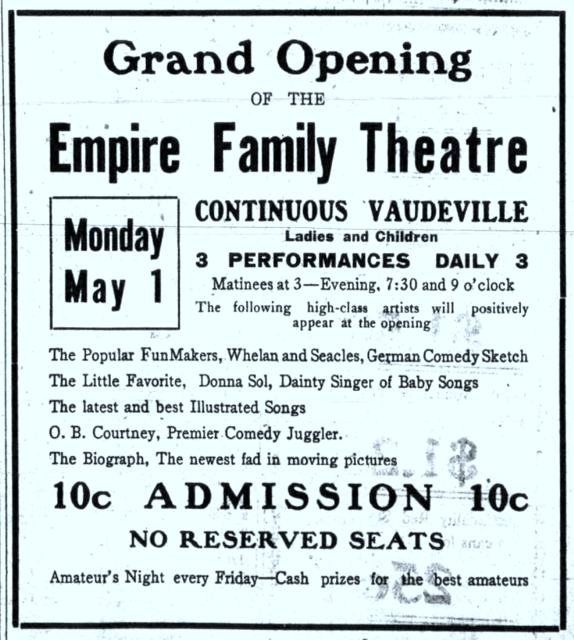 Grand Opening
OF THE
Empire Family Theatre
Monday
May 1
CONTINUOUS VAUDEVILLE
Ladies and Children
3 PERFORMANCES DAILY 3
Matinees at 3—Evening, 7:30 and 9 o'clock
The following high-class artists will positively
appear at the opening
The Popular FunMakers, Whelan and Seacles, German Comedy Sketch
The Little Favorite, Donna Sol, Dainty Singer of Baby Songs
The latest and best Illustrated Songs
O. B. Courtney, Premier Comedy Juggler.
The Biograph, The newest fad in moving pictures
10c ADMISSION 10c
NO RESERVED SEATS
Amateur's Night every Friday—Cash prizes for the best amateurs